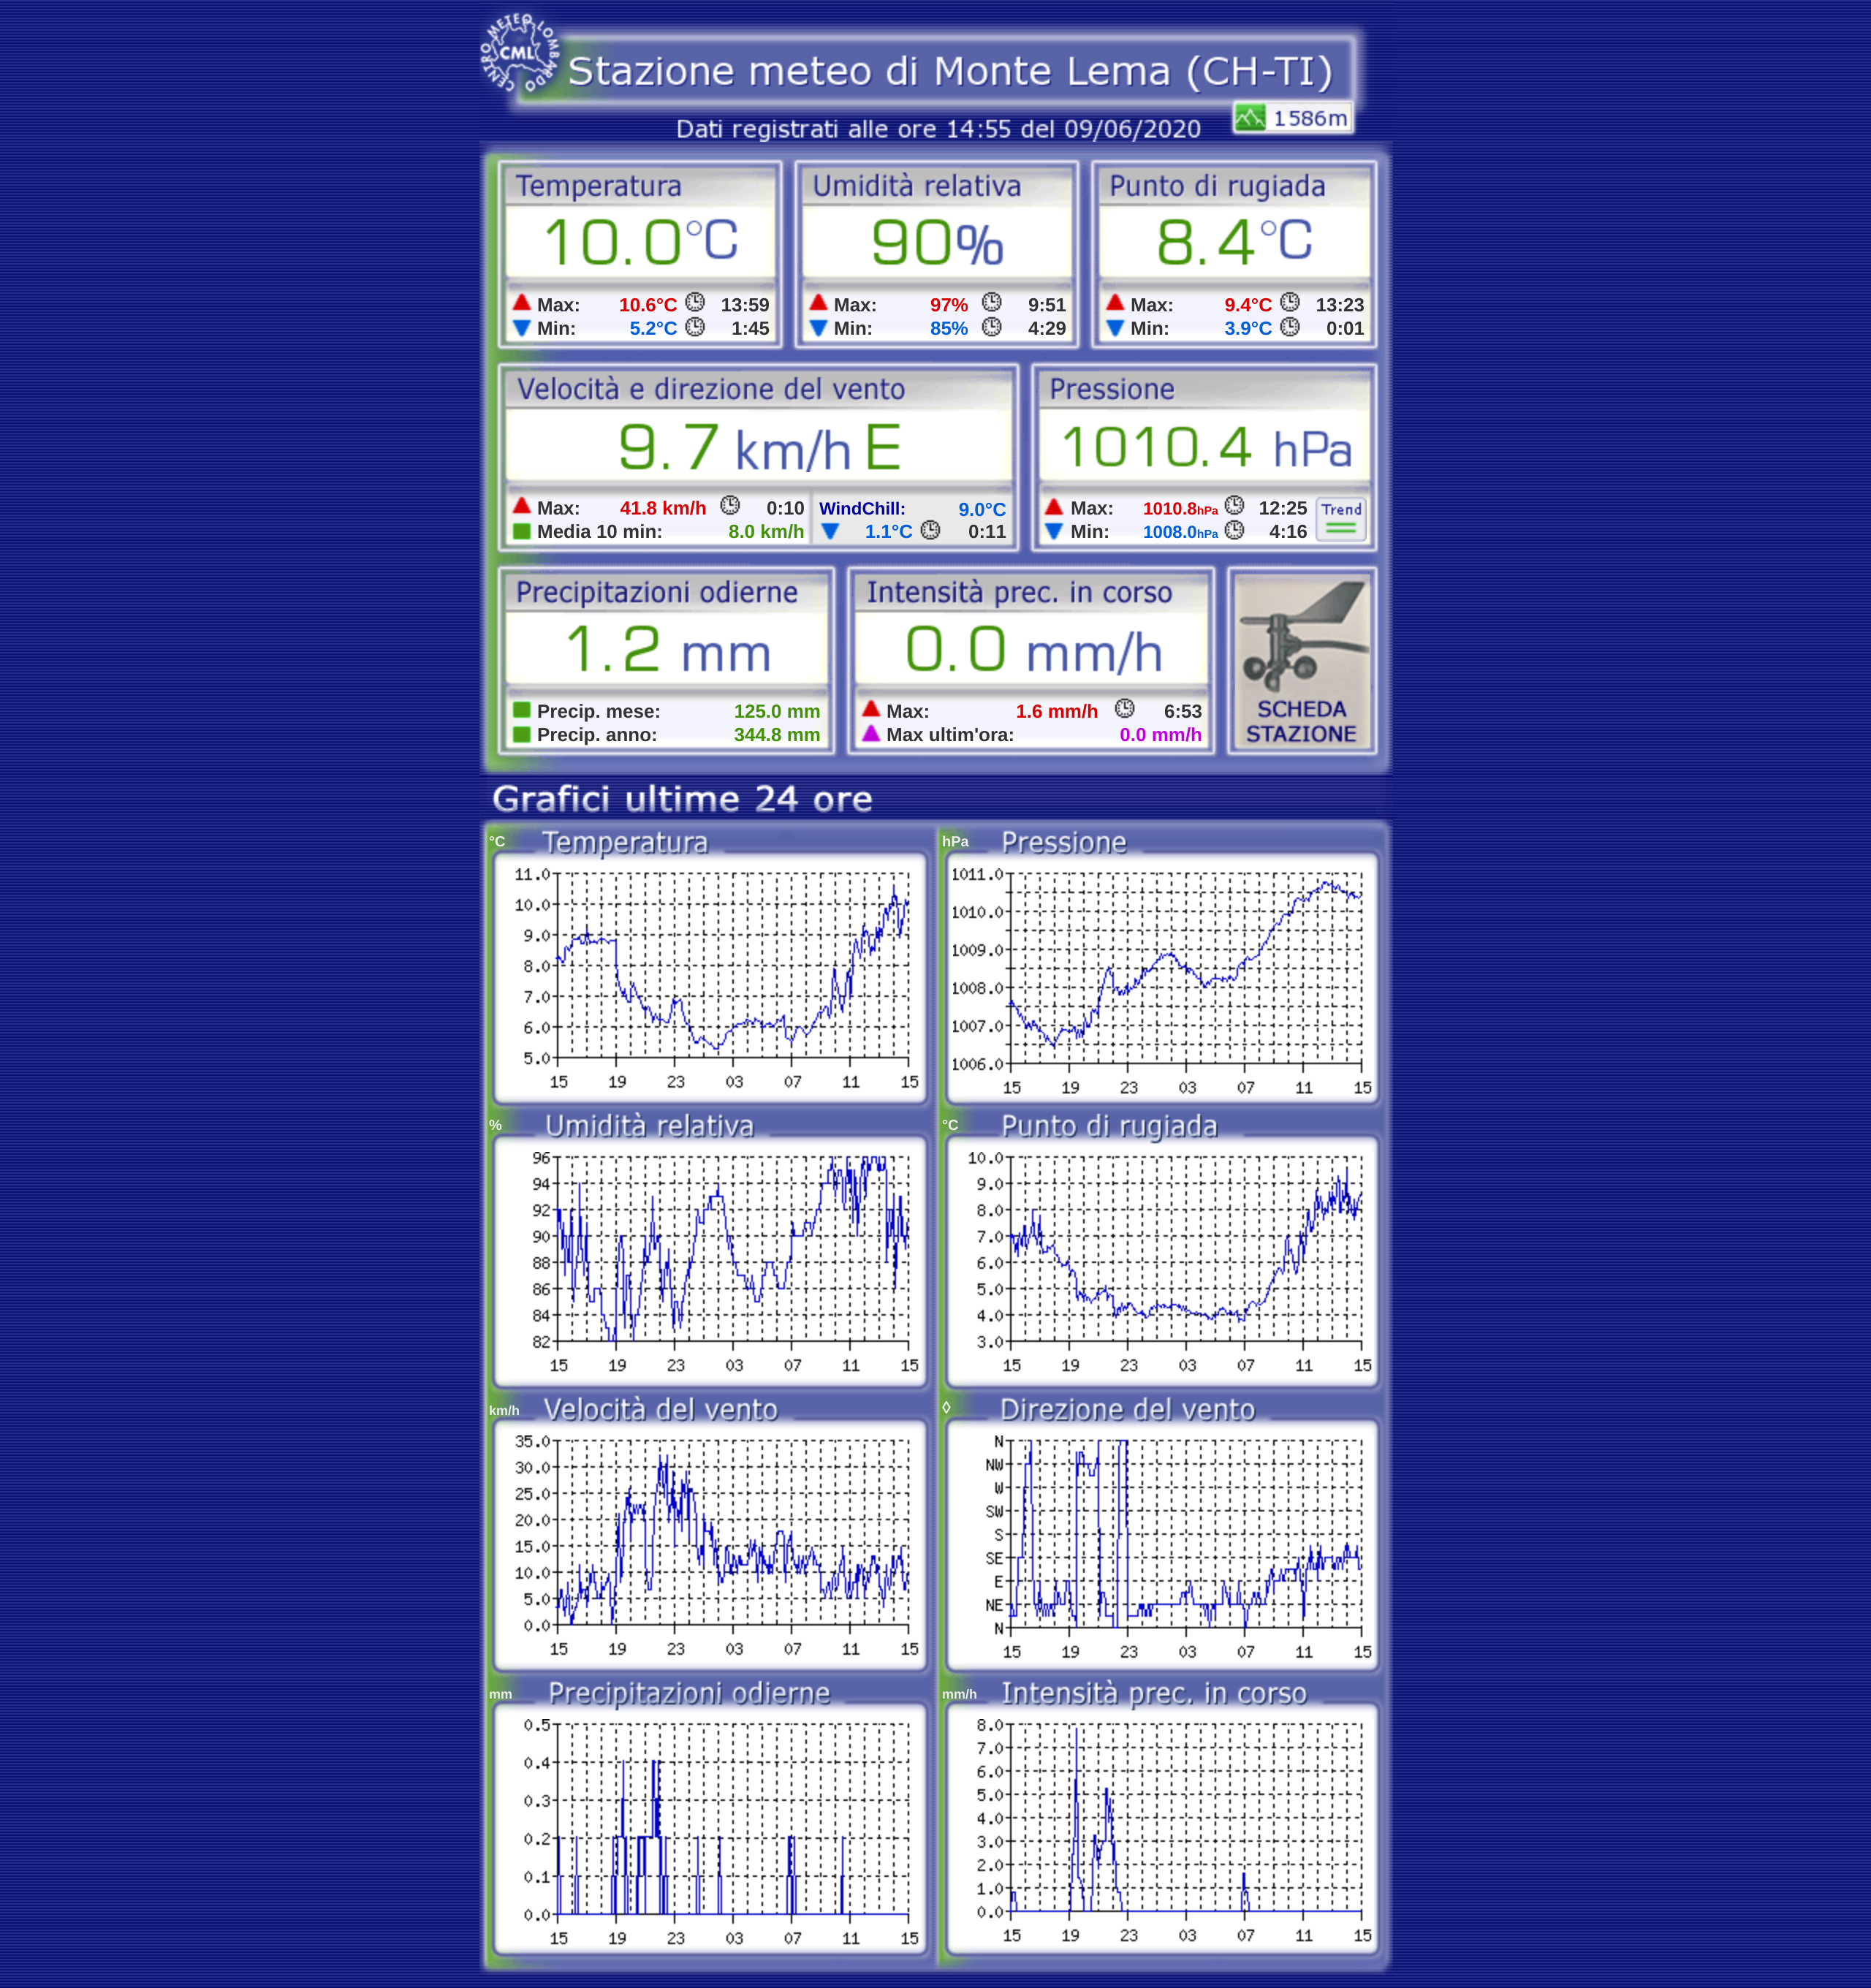 CENTRO METEO LOMBARDO
CML
Stazione meteo di Monte Lema (CH-TI)
1586m
Dati registrati alle ore 14:55 del 09/06/2020
Temperatura
10.0°C
Max: 10.6°C 13:59
Min: 5.2°C 1:45
Umidità relativa
90%
Max: 97% 9:51
Min: 85% 4:29
Punto di rugiada
8.4°C
Max: 9.4°C 13:23
Min: 3.9°C 0:01
Velocità e direzione del vento
9.7 km/h E
Max: 41.8 km/h 0:10
Media 10 min: 8.0 km/h
WindChill: 9.0°C
1.1°C 0:11
Pressione
1010.4 hPa
Max: 1010.8hPa 12:25
Min: 1008.0hPa 4:16
Trend
Precipitazioni odierne
1.2 mm
Precip. mese: 125.0 mm
Precip. anno: 344.8 mm
Intensità prec. in corso
0.0 mm/h
Max: 1.6 mm/h 6:53
Max ultim'ora: 0.0 mm/h
SCHEDA
STAZIONE
Grafici ultime 24 ore
°C Temperatura
11.0
10.0
9.0
8.0
7.0
6.0
5.0
15 19 23 03 07 11 15
hPa Pressione
1011.0
1010.0
1009.0
1008.0
1007.0
1006.0
15 19 23 03 07 11 15
% Umidità relativa
96
94
92
90
88
86
84
82
15 19 23 03 07 11 15
°C Punto di rugiada
10.0
9.0
8.0
7.0
6.0
5.0
4.0
3.0
15 19 23 03 07 11 15
km/h Velocità del vento
35.0
30.0
25.0
20.0
15.0
10.0
5.0
0.0
15 19 23 03 07 11 15
◊ Direzione del vento
N
NW
W
SW
S
SE
E
NE
N
15 19 23 03 07 11 15
mm Precipitazioni odierne
0.5
0.4
0.3
0.2
0.1
0.0
15 19 23 03 07 11 15
mm/h Intensità prec. in corso
8.0
7.0
6.0
5.0
4.0
3.0
2.0
1.0
0.0
15 19 23 03 07 11 15